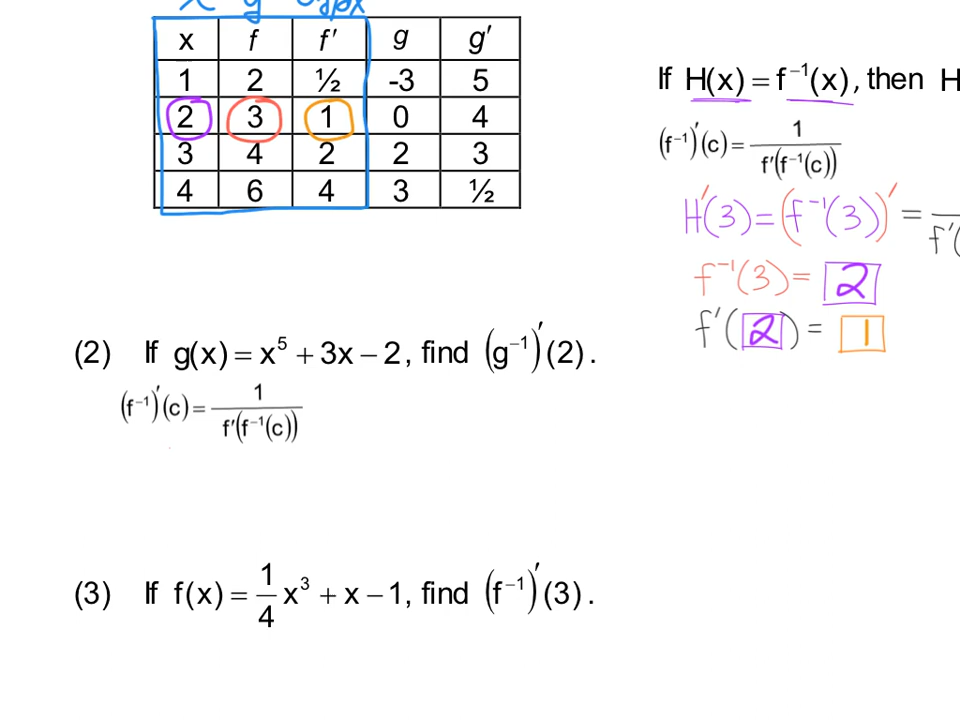 x y dy/dx
x f f' g g'
1 2 ½ -3 5
2 3 1 0 4
3 4 2 2 3
4 6 4 3 ½
If H(x) = f⁻¹(x), then H
(f⁻¹)'(c) = 1/f'(f⁻¹(c))
H'(3) = (f⁻¹(3))' = f'(
f⁻¹(3) = 2
f'(2) = 1
(2) If g(x) = x⁵ + 3x − 2, find (g⁻¹)'(2).
(f⁻¹)'(c) = 1/f'(f⁻¹(c))
(3) If f(x) = 1/4 x³ + x − 1, find (f⁻¹)'(3).